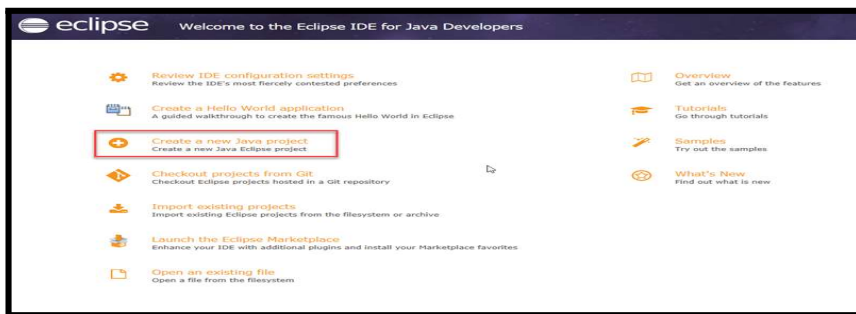 eclipse Welcome to the Eclipse IDE for Java Developers
Review IDE configuration settings
Review the IDE's most fiercely contested preferences
Create a Hello World application
A guided walkthrough to create the famous Hello World in Eclipse
Create a new Java project
Create a new Java Eclipse project
Checkout projects from Git
Checkout Eclipse projects hosted in a Git repository
Import existing projects
Import existing Eclipse projects from the filesystem or archive
Launch the Eclipse Marketplace
Enhance your IDE with additional plugins and install your Marketplace favorites
Open an existing file
Open a file from the filesystem
Overview
Get an overview of the features
Tutorials
Go through tutorials
Samples
Try out the samples
What's New
Find out what is new